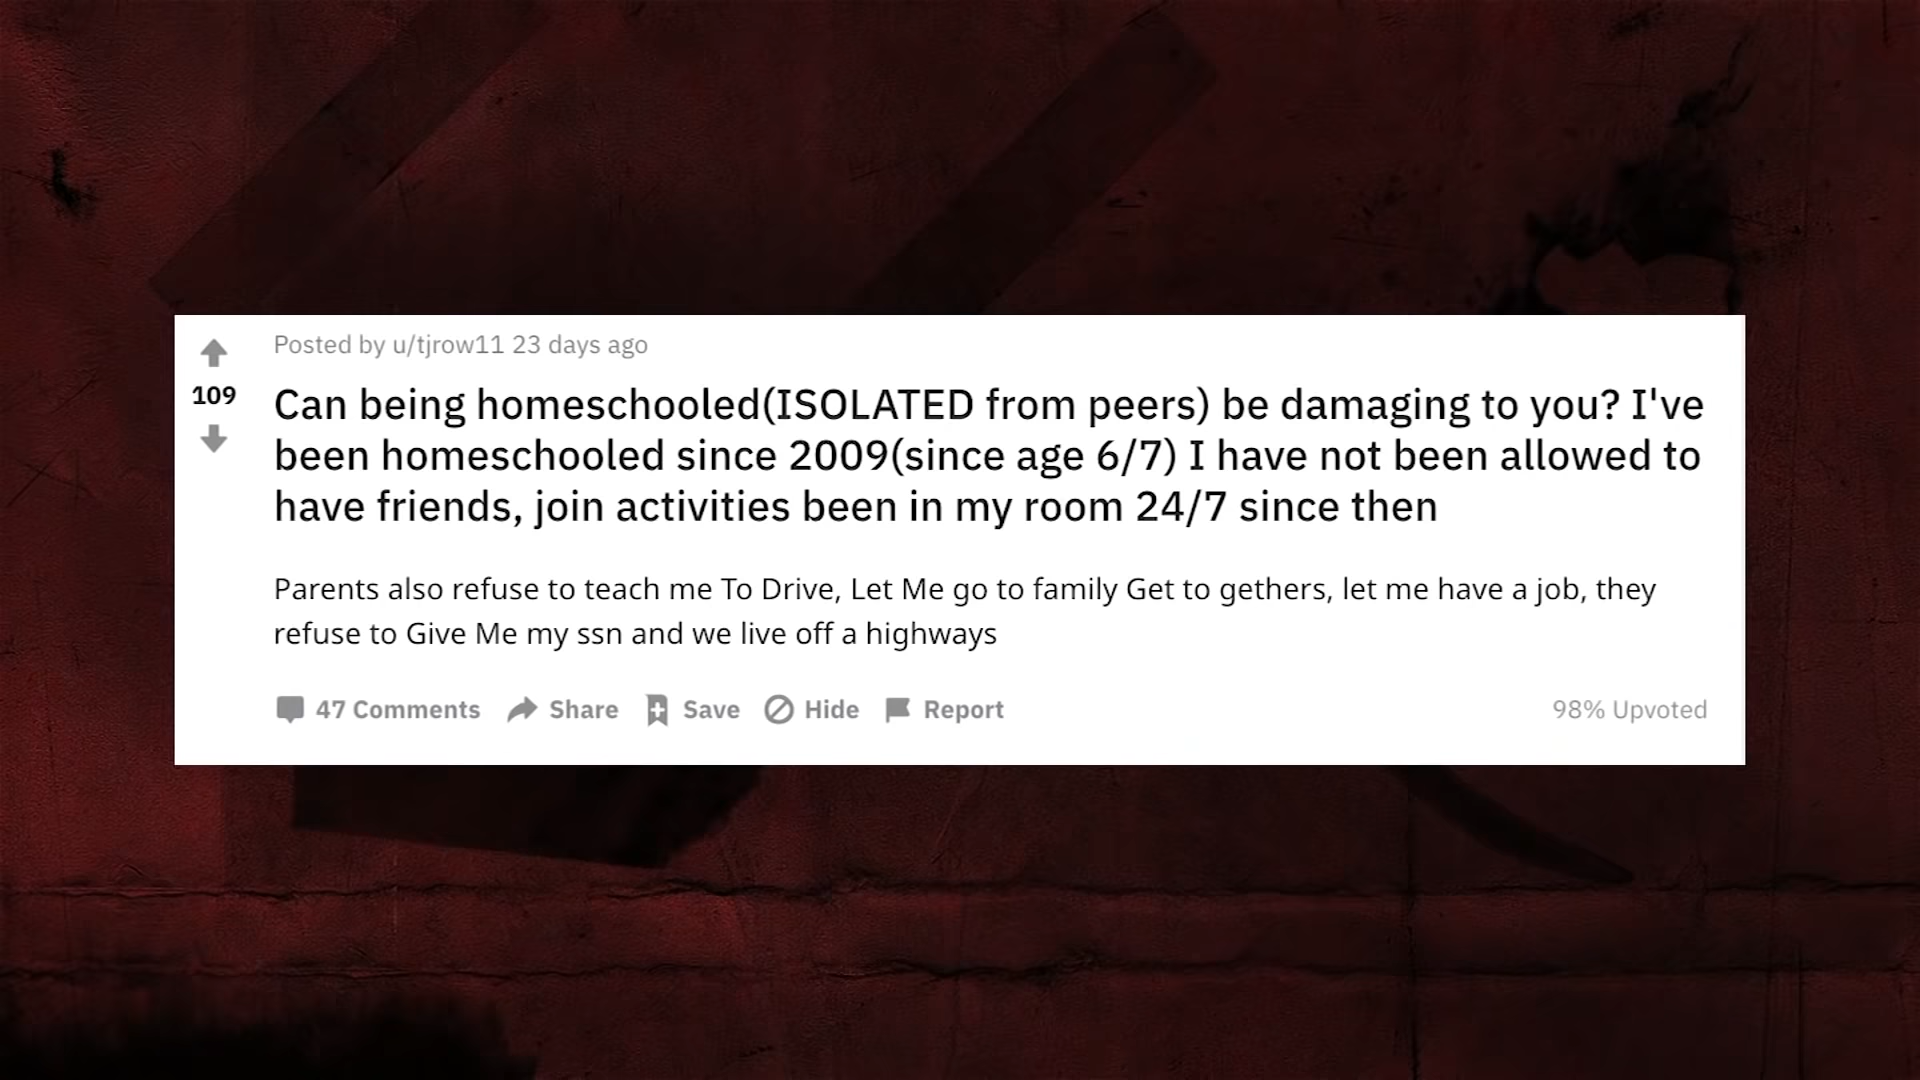 Posted by u/tjrow11 23 days ago
109
Can being homeschooled(ISOLATED from peers) be damaging to you? I've
been homeschooled since 2009(since age 6/7) I have not been allowed to
have friends, join activities been in my room 24/7 since then
Parents also refuse to teach me To Drive, Let Me go to family Get to gethers, let me have a job, they
refuse to Give Me my ssn and we live off a highways
47 Comments Share Save Hide Report 98% Upvoted